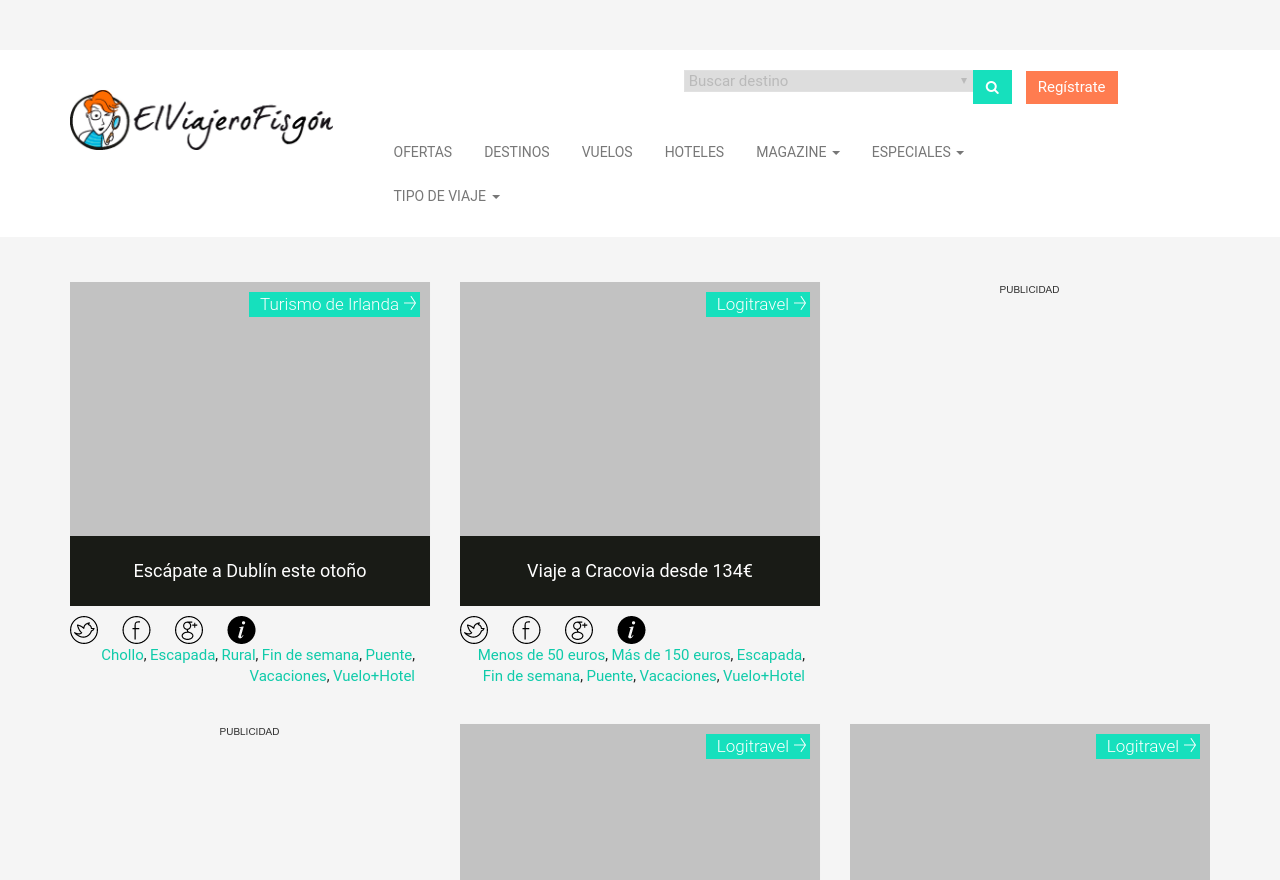 Buscar destino
Regístrate
ElViajeroFisgón
OFERTAS DESTINOS VUELOS HOTELES MAGAZINE ESPECIALES
TIPO DE VIAJE
Turismo de Irlanda
Logitravel
PUBLICIDAD
Escápate a Dublín este otoño
Viaje a Cracovia desde 134€
Chollo, Escapada, Rural, Fin de semana, Puente,
Vacaciones, Vuelo+Hotel
Menos de 50 euros, Más de 150 euros, Escapada,
Fin de semana, Puente, Vacaciones, Vuelo+Hotel
PUBLICIDAD
Logitravel
Logitravel